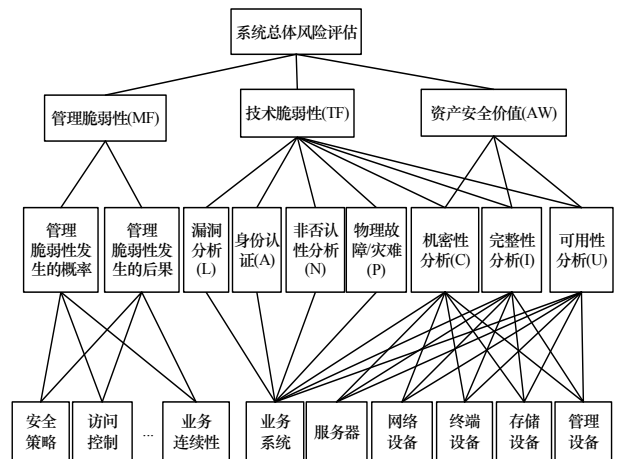 系统总体风险评估
管理脆弱性(MF)
技术脆弱性(TF)
资产安全价值(AW)
管理
脆弱性发
生的概率
管理
脆弱性发
生的后果
漏洞
分析
(L)
身份认
证(A)
非否认
性分析
(N)
物理故
障/灾难
(P)
机密性
分析(C)
完整性
分析(I)
可用性
分析(U)
安全
策略
访问
控制
...
业务
连续性
业务
系统
服务器
网络
设备
终端
设备
存储
设备
管理
设备